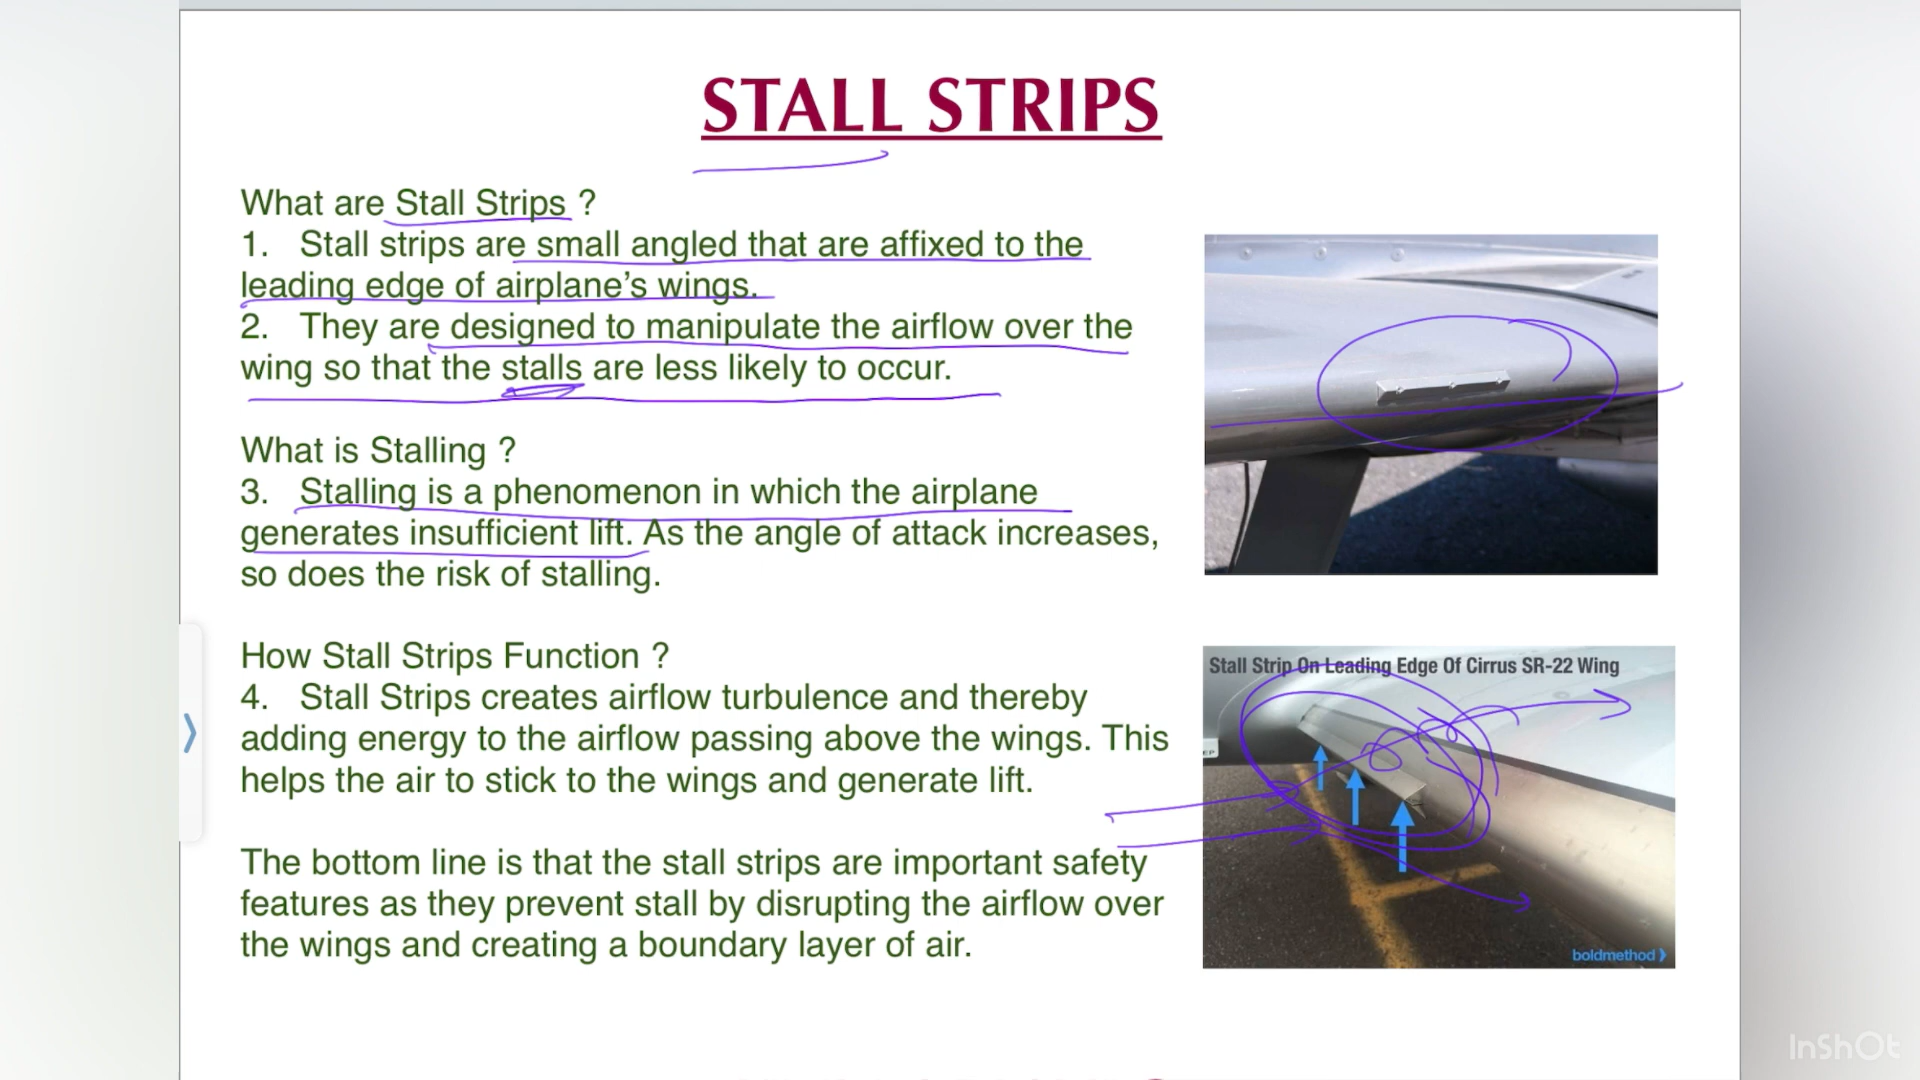 STALL STRIPS
What are Stall Strips ?
1. Stall strips are small angled that are affixed to the
leading edge of airplane's wings.
2. They are designed to manipulate the airflow over the
wing so that the stalls are less likely to occur.
What is Stalling ?
3. Stalling is a phenomenon in which the airplane
generates insufficient lift. As the angle of attack increases,
so does the risk of stalling.
How Stall Strips Function ?
4. Stall Strips creates airflow turbulence and thereby
adding energy to the airflow passing above the wings. This
helps the air to stick to the wings and generate lift.
The bottom line is that the stall strips are important safety
features as they prevent stall by disrupting the airflow over
the wings and creating a boundary layer of air.
Stall Strip On Leading Edge Of Cirrus SR-22 Wing
boldmethod
InShOt